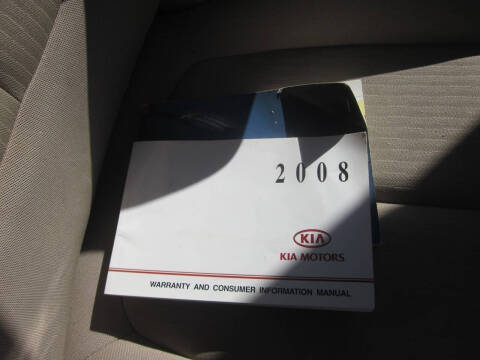 2008
KIA
KIA MOTORS
WARRANTY AND CONSUMER INFORMATION MANUAL